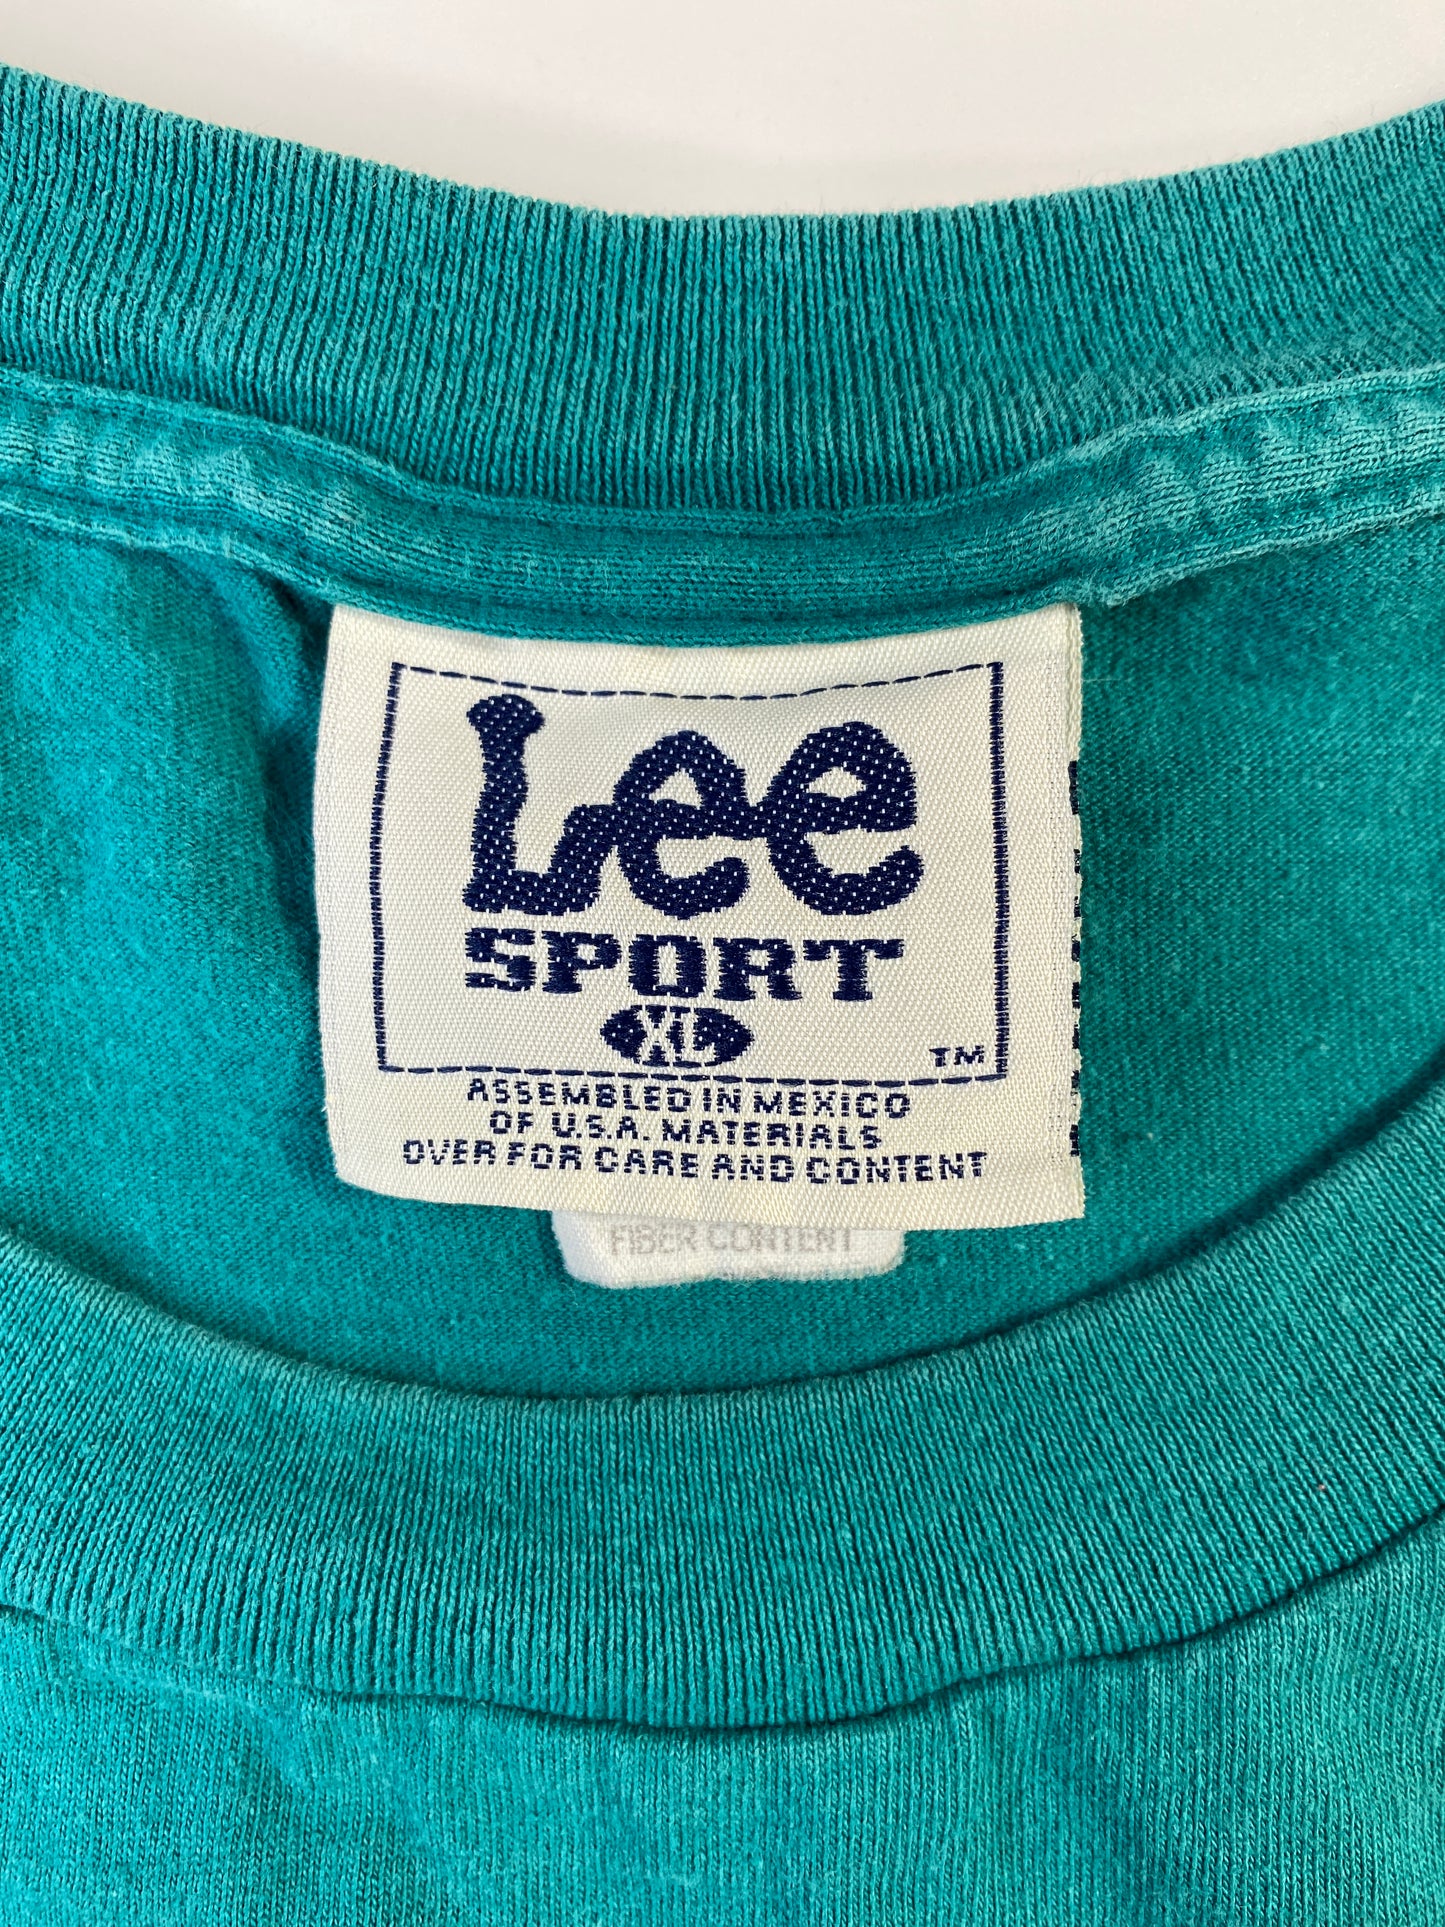 Lee
SPORT
XL
TM
ASSEMBLED IN MEXICO
OF U.S.A. MATERIALS
OVER FOR CARE AND CONTENT
FIBER CONTENT